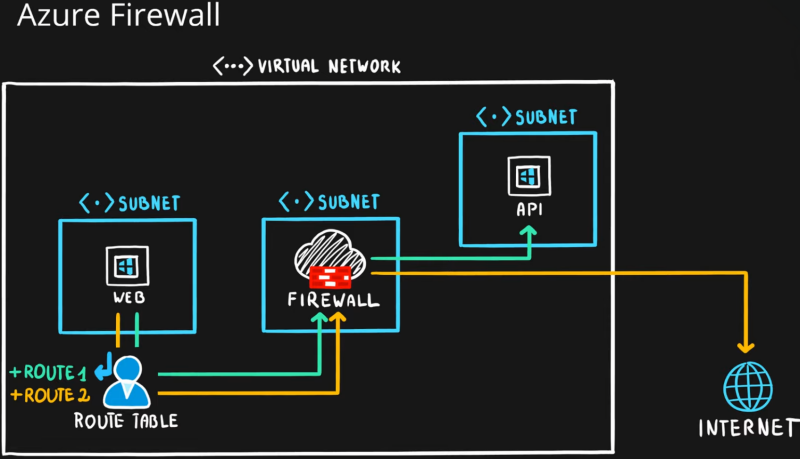 Azure Firewall
<···> VIRTUAL NETWORK
<·> SUBNET
API
<·> SUBNET
WEB
<·> SUBNET
FIREWALL
+ROUTE 1
+ROUTE 2
ROUTE TABLE
INTERNET